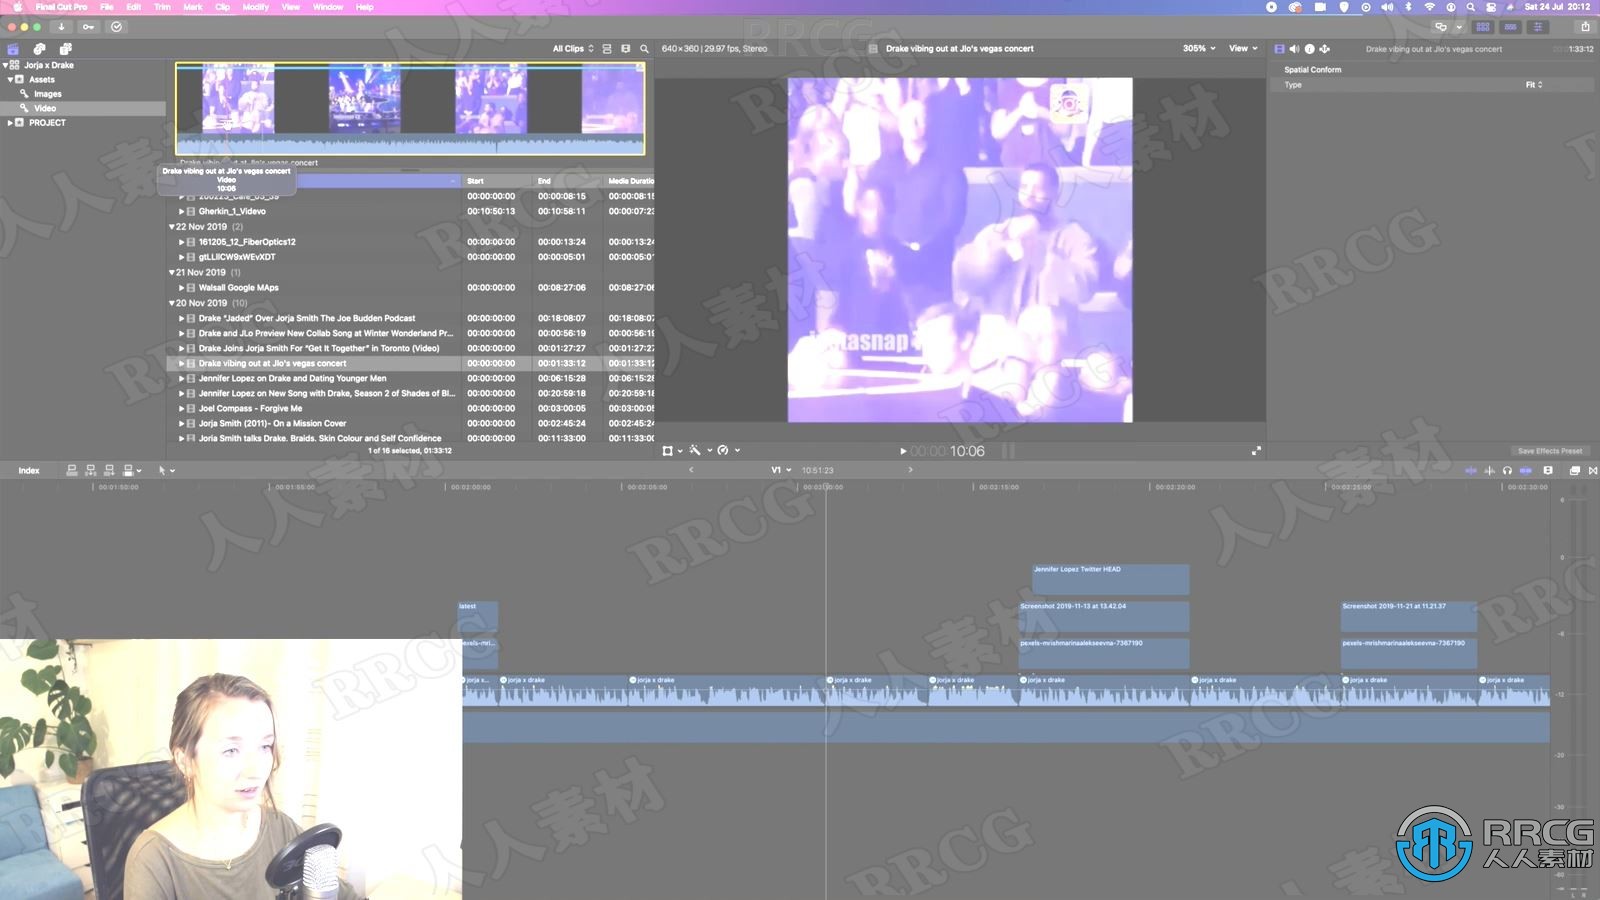 Final Cut Pro File Edit Trim Mark Clip Modify View Window Help
Sat 24 Jul 20:12
All Clips
640×360 | 29.97 fps, Stereo
Drake vibing out at Jlo's vegas concert
305%
View
Drake vibing out at Jlo's vegas concert
1:33:12
Jorja x Drake
Assets
Images
Video
PROJECT
Spatial Conform
Type
Fit
Drake vibing out at Jlo's vegas concert
Drake vibing out at Jlo's vegas concert
Video
10:06
Start End Media Duratio
00:00:00:00 00:00:08:15 00:00:08:15
Gherkin_1_Videvo 00:10:50:13 00:10:58:11 00:00:07:23
22 Nov 2019 (2)
161205_12_FiberOptics12 00:00:00:00 00:00:13:24 00:00:13:24
gtLLIICW9xWEvXDT 00:00:00:00 00:00:05:01 00:00:05:01
21 Nov 2019 (1)
Walsall Google MAps 00:00:00:00 00:08:27:06 00:08:27:06
20 Nov 2019 (10)
Drake "Jaded" Over Jorja Smith The Joe Budden Podcast 00:00:00:00 00:18:08:07 00:18:08:07
Drake and JLo Preview New Collab Song at Winter Wonderland Pr... 00:00:00:00 00:00:56:19 00:00:56:19
Drake Joins Jorja Smith For "Get It Together" in Toronto (Video) 00:00:00:00 00:01:27:27 00:01:27:27
Drake vibing out at Jlo's vegas concert 00:00:00:00 00:01:33:12 00:01:33:12
Jennifer Lopez on Drake and Dating Younger Men 00:00:00:00 00:06:15:28 00:06:15:28
Jennifer Lopez on New Song with Drake, Season 2 of Shades of Bl... 00:00:00:00 00:20:59:18 00:20:59:18
Joel Compass - Forgive Me 00:00:00:00 00:03:00:05 00:03:00:05
Jorja Smith (2011)- On a Mission Cover 00:00:00:00 00:02:45:24 00:02:45:24
Jorja Smith talks Drake, Braids, Skin Colour and Self Confidence 00:00:00:00 00:11:33:00 00:11:33:00
1 of 16 selected, 01:33:12
00:00:00:10:06
Save Effects Preset
Index
V1
10:51:23
00:01:50:00 00:01:55:00 00:02:00:00 00:02:05:00 00:02:15:00 00:02:20:00 00:02:25:00 00:02:30:00
Jennifer Lopez Twitter HEAD
latest
Screenshot 2019-11-13 at 13.42.04
Screenshot 2019-11-21 at 11.21.37
pexels-mrishmarinaalekseevna-7367190
pexels-mrishmarinaalekseevna-7367190
jorja x... jorja x drake jorja x drake jorja x drake jorja x drake jorja x drake jorja x drake jorja x drake jorja x drake
6
0
-6
-12
-20
-30
-60
RRCG
人人素材